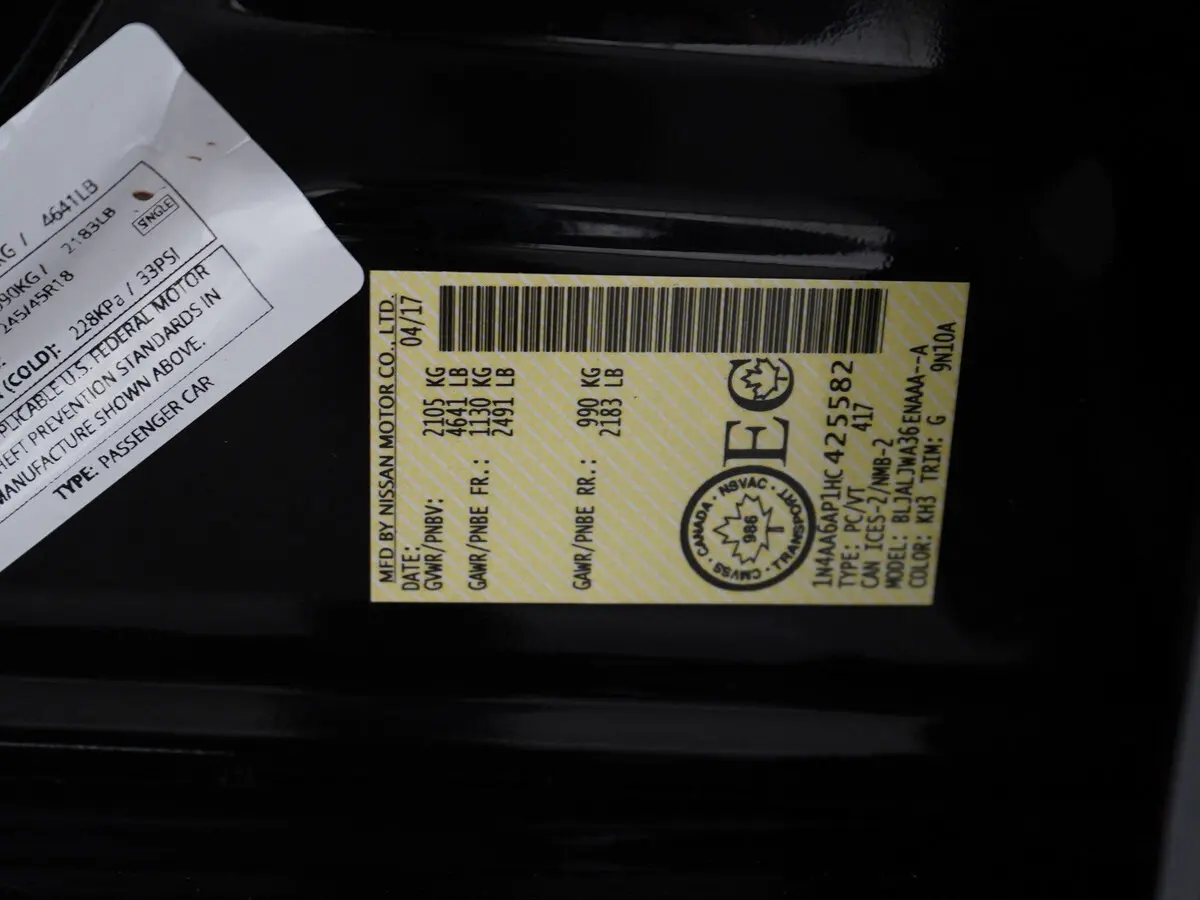 KG / 4641LB
990KG / 2183LB
245/45R18 SINGLE
(COLD): 228KPa / 33PSI
U.S. FEDERAL MOTOR
THEFT PREVENTION STANDARDS IN
MANUFACTURE SHOWN ABOVE.
TYPE: PASSENGER CAR
MFD BY NISSAN MOTOR CO., LTD.
DATE: 04/17
GVWR/PNBV: 2105 KG
4641 LB
GAWR/PNBE FR.: 1130 KG
2491 LB
GAWR/PNBE RR.: 990 KG
2183 LB
CANADA · NSVAC · TRANSPORT · CMVSS ·
986
T
EC
1N4AA6AP1HC425582
TYPE: PC/VT 417
CAN ICES-2/NMB-2
MODEL: BLJALJWA36ENAAA--A
COLOR: KH3 TRIM: G 9N10A